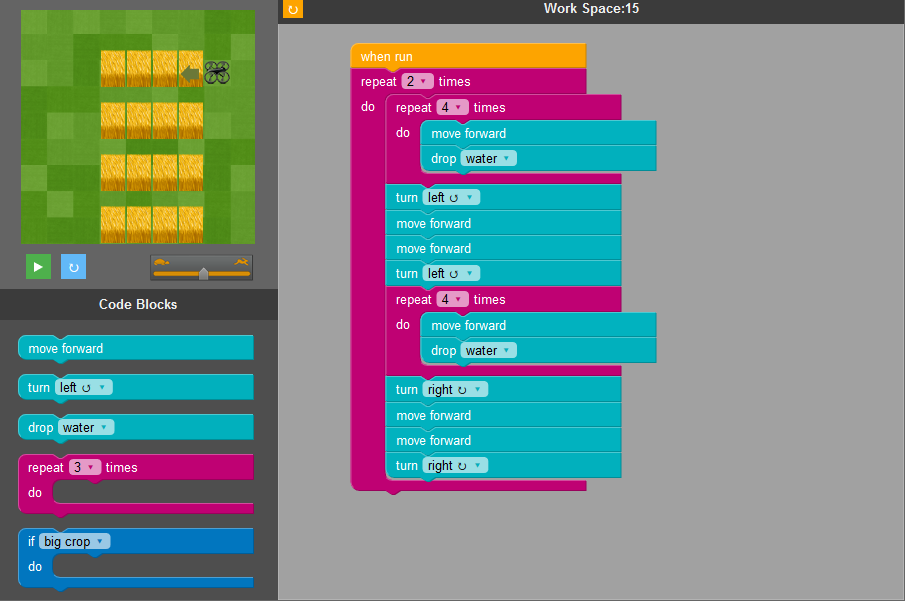 Work Space:15
when run
repeat 2 times
do
repeat 4 times
do
move forward
drop water
turn left
move forward
move forward
turn left
repeat 4 times
do
move forward
drop water
turn right
move forward
move forward
turn right
Code Blocks
move forward
turn left
drop water
repeat 3 times
do
if big crop
do